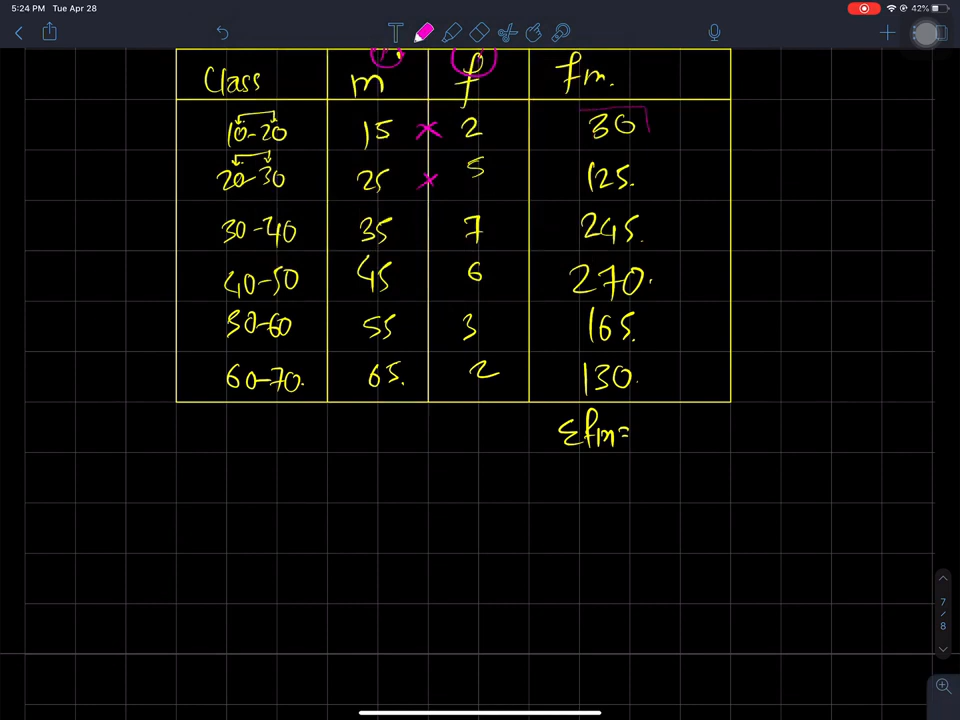 5:24 PM Tue Apr 28
42%
Class m f fm.
10-20 15 × 2 30
20-30 25 × 5 125.
30-40 35 7 245.
40-50 45 6 270.
50-60 55 3 165.
60-70. 65. 2 130.
Σfm=
7
/
8